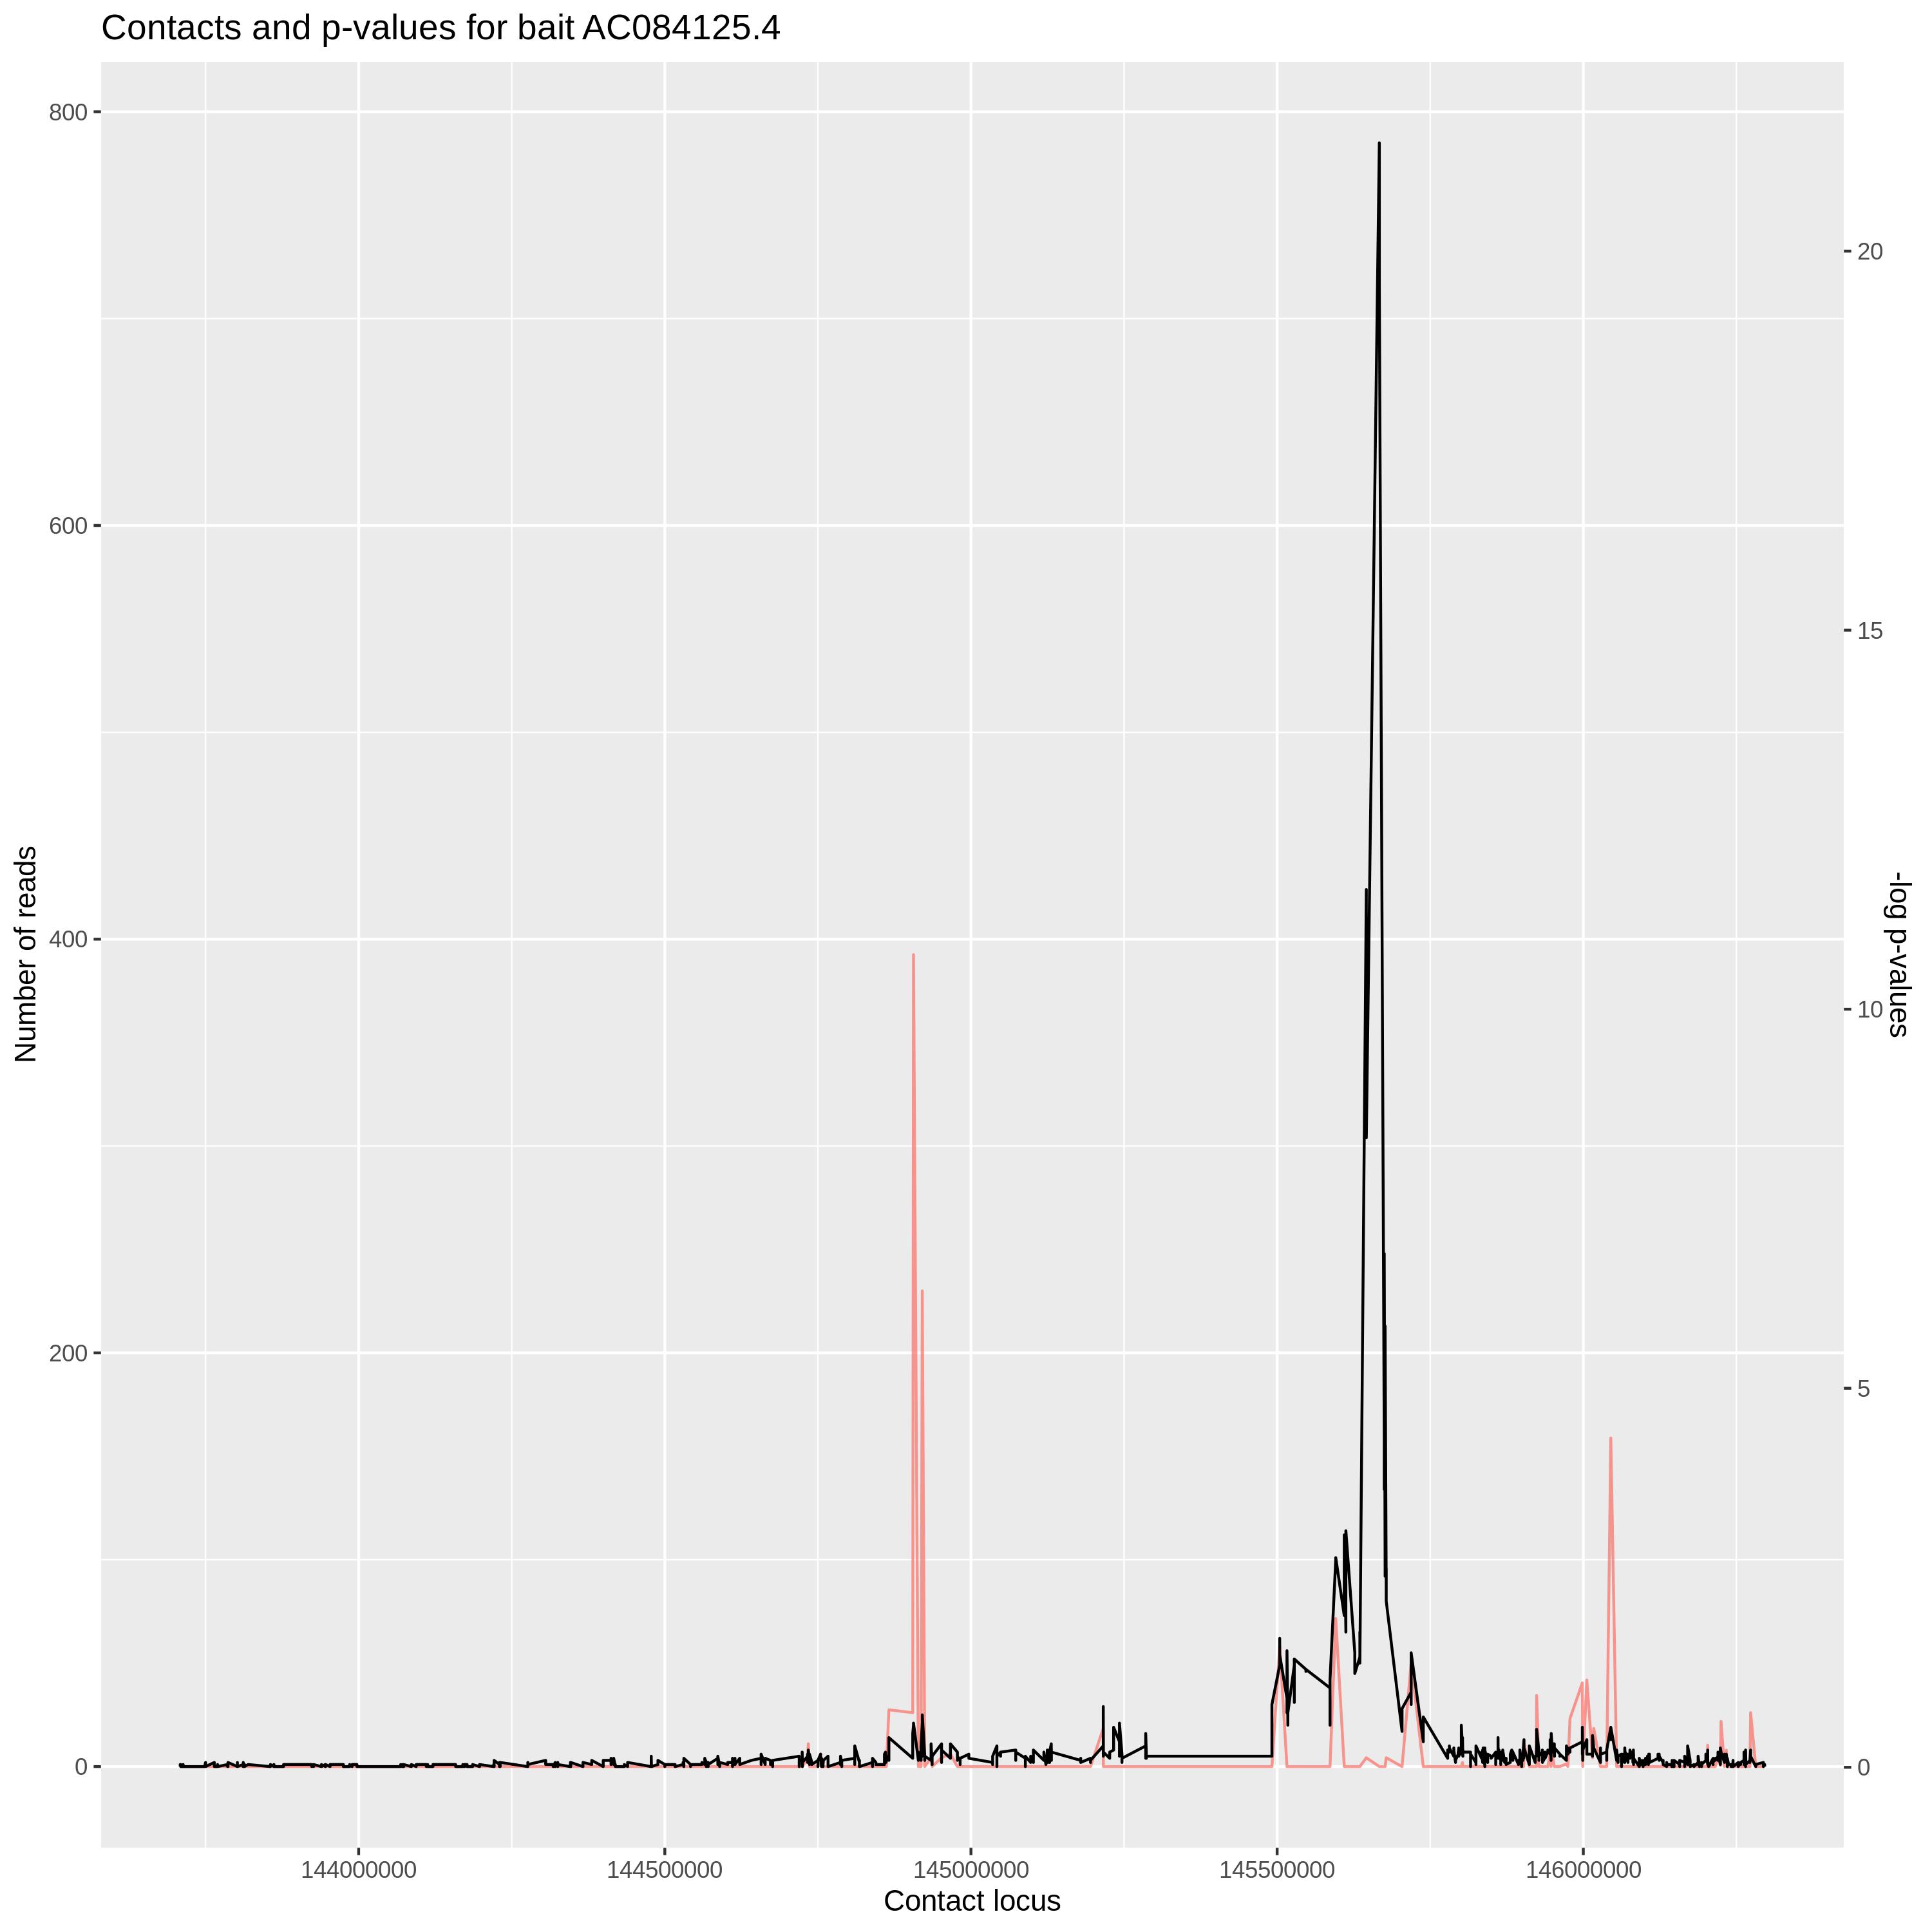 Contacts and p-values for bait AC084125.4
800
600
400
200
0
Number of reads
20
15
10
5
0
-log p-values
144000000 144500000 145000000 145500000 146000000
Contact locus